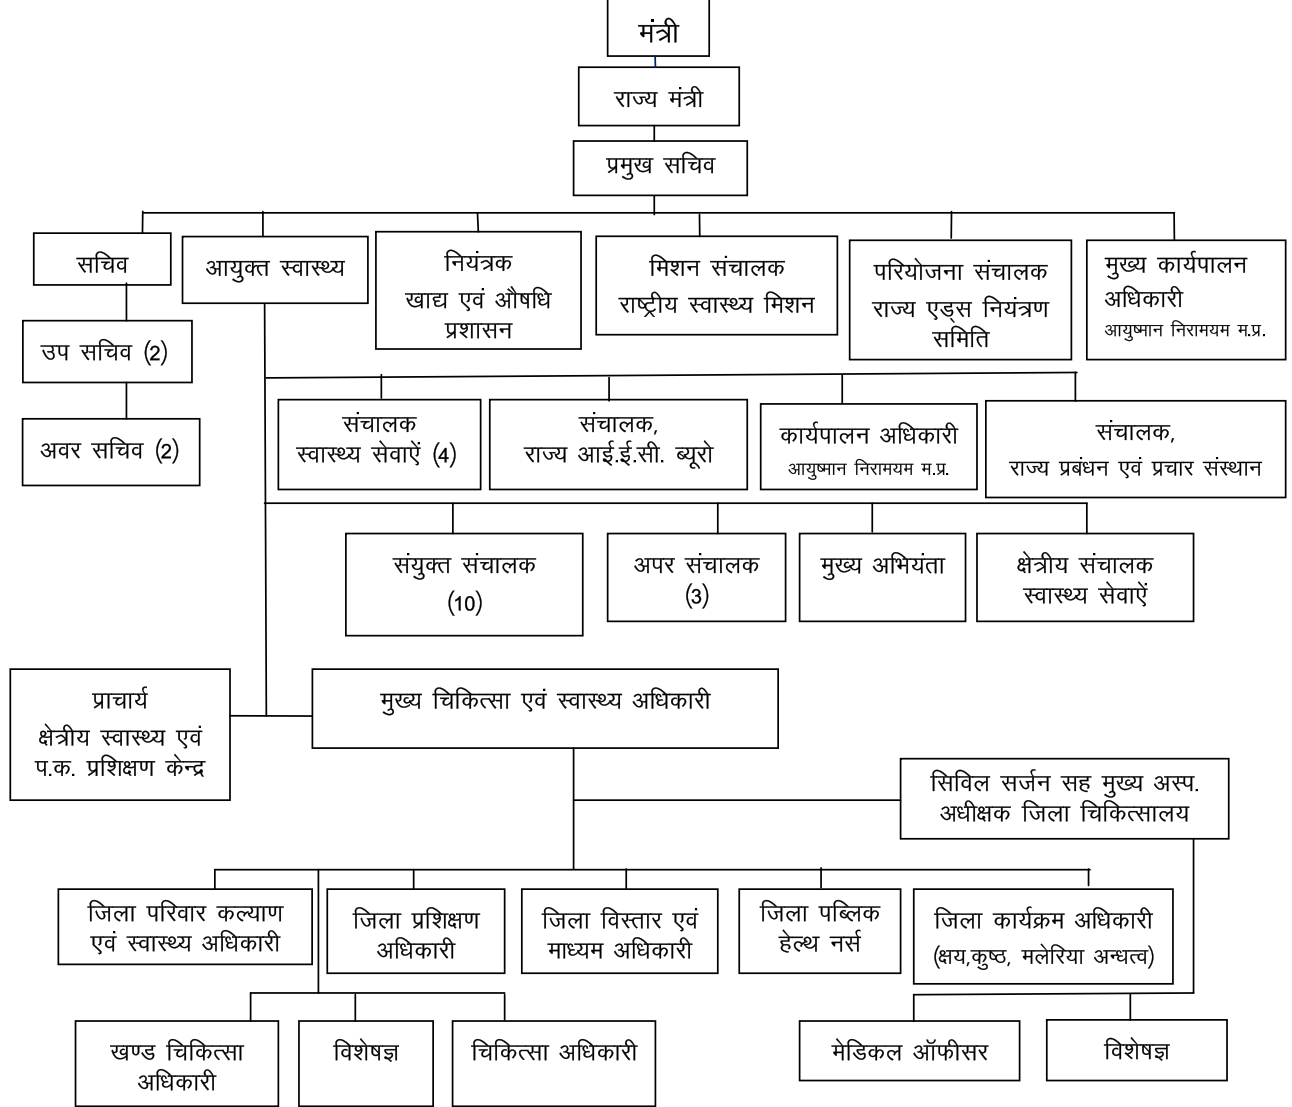 मंत्री
राज्य मंत्री
प्रमुख सचिव
सचिव
आयुक्त स्वास्थ्य
नियंत्रक
खाद्य एवं औषधि
प्रशासन
मिशन संचालक
राष्ट्रीय स्वास्थ्य मिशन
परियोजना संचालक
राज्य एड्स नियंत्रण
समिति
मुख्य कार्यपालन
अधिकारी
आयुष्मान निरामयम म.प्र.
उप सचिव (2)
अवर सचिव (2)
संचालक
स्वास्थ्य सेवाऐं (4)
संचालक,
राज्य आई.ई.सी. ब्यूरो
कार्यपालन अधिकारी
आयुष्मान निरामयम म.प्र.
संचालक,
राज्य प्रबंधन एवं प्रचार संस्थान
संयुक्त संचालक
(10)
अपर संचालक
(3)
मुख्य अभियंता
क्षेत्रीय संचालक
स्वास्थ्य सेवाऐं
प्राचार्य
क्षेत्रीय स्वास्थ्य एवं
प.क. प्रशिक्षण केन्द्र
मुख्य चिकित्सा एवं स्वास्थ्य अधिकारी
सिविल सर्जन सह मुख्य अस्प.
अधीक्षक जिला चिकित्सालय
जिला परिवार कल्याण
एवं स्वास्थ्य अधिकारी
जिला प्रशिक्षण
अधिकारी
जिला विस्तार एवं
माध्यम अधिकारी
जिला पब्लिक
हेल्थ नर्स
जिला कार्यक्रम अधिकारी
(क्षय,कुष्ठ, मलेरिया अन्धत्व)
खण्ड चिकित्सा
अधिकारी
विशेषज्ञ
चिकित्सा अधिकारी
मेडिकल ऑफीसर
विशेषज्ञ